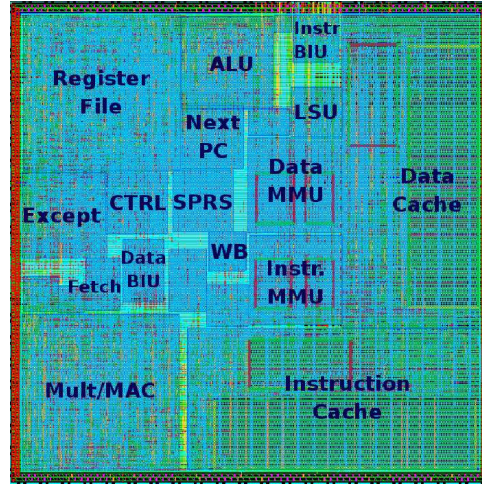 Instr
BIU
ALU
Register
File
LSU
Next
PC
Data
MMU
Data
Cache
Except
CTRL
SPRS
WB
Data
BIU
Fetch
Instr.
MMU
Mult/MAC
Instruction
Cache